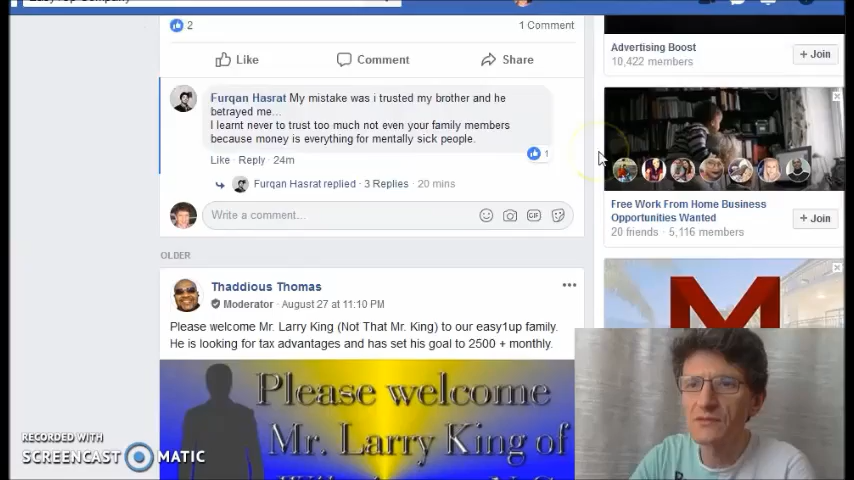 2
1 Comment
Like
Comment
Share
Furqan Hasrat My mistake was i trusted my brother and he
betrayed me...
I learnt never to trust too much not even your family members
because money is everything for mentally sick people.
1
Like · Reply · 24m
Furqan Hasrat replied · 3 Replies · 20 mins
Write a comment...
GIF
OLDER
Thaddious Thomas
Moderator · August 27 at 11:10 PM
Please welcome Mr. Larry King (Not That Mr. King) to our easy1up family.
He is looking for tax advantages and has set his goal to 2500 + monthly.
Please welcome
Mr. Larry King of
Advertising Boost
10,422 members
+ Join
Free Work From Home Business
Opportunities Wanted
20 friends · 5,116 members
+ Join
M
RECORDED WITH
SCREENCAST MATIC